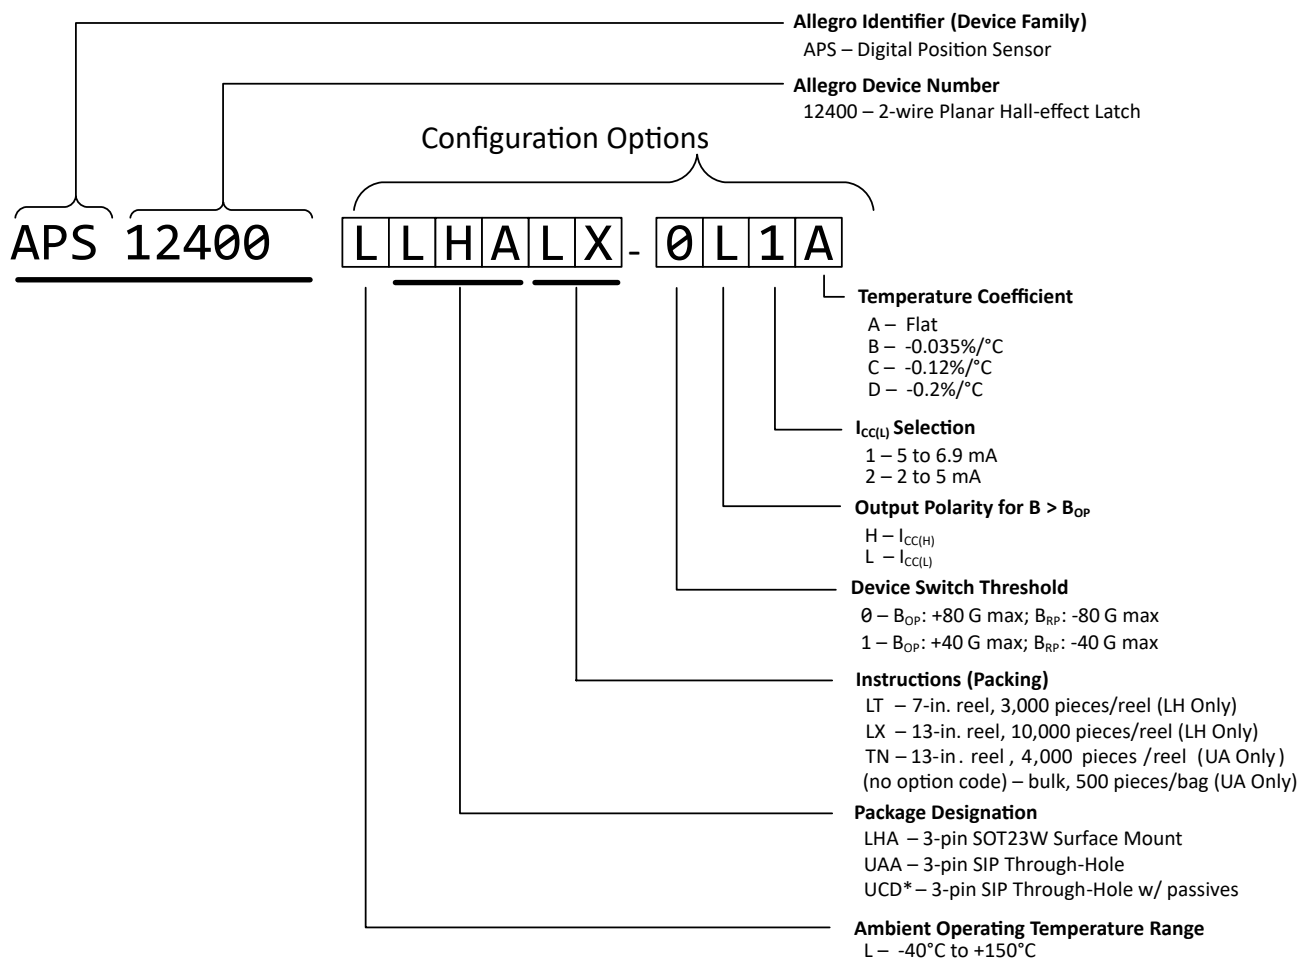 Allegro Identifier (Device Family)
APS – Digital Position Sensor
Allegro Device Number
12400 – 2-wire Planar Hall-effect Latch
Configuration Options
APS 12400 LLHALX - 0L1A
Temperature Coefficient
A – Flat
B – -0.035%/°C
C – -0.12%/°C
D – -0.2%/°C
ICC(L) Selection
1 – 5 to 6.9 mA
2 – 2 to 5 mA
Output Polarity for B > BOP
H – ICC(H)
L – ICC(L)
Device Switch Threshold
0 – BOP: +80 G max; BRP: -80 G max
1 – BOP: +40 G max; BRP: -40 G max
Instructions (Packing)
LT – 7-in. reel, 3,000 pieces/reel (LH Only)
LX – 13-in. reel, 10,000 pieces/reel (LH Only)
TN – 13-in. reel , 4,000 pieces /reel (UA Only)
(no option code) – bulk, 500 pieces/bag (UA Only)
Package Designation
LHA – 3-pin SOT23W Surface Mount
UAA – 3-pin SIP Through-Hole
UCD* – 3-pin SIP Through-Hole w/ passives
Ambient Operating Temperature Range
L – -40°C to +150°C